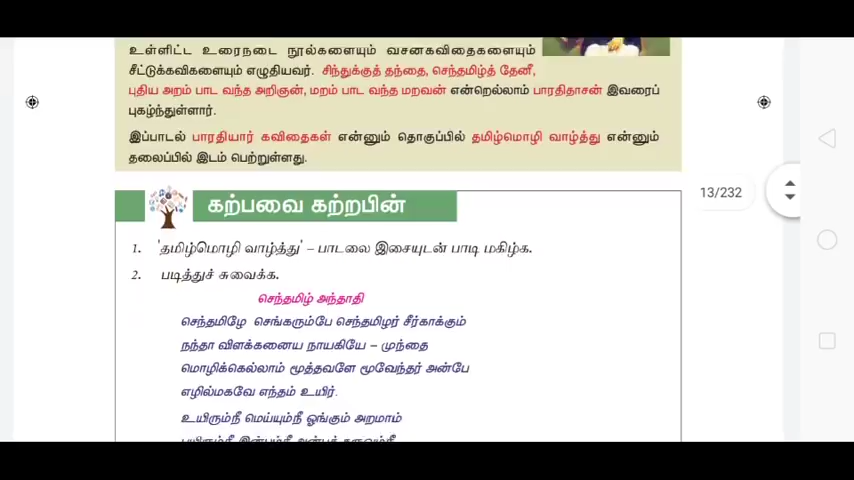 உள்ளிட்ட உரைநடை நூல்களையும் வசனகவிதைகளையும்
சீட்டுக்கவிகளையும் எழுதியவர். சிந்துக்குத் தந்தை, செந்தமிழ்த் தேனீ,
புதிய அறம் பாட வந்த அறிஞன், மறம் பாட வந்த மறவன் என்றெல்லாம் பாரதிதாசன் இவரைப்
புகழ்ந்துள்ளார்.
இப்பாடல் பாரதியார் கவிதைகள் என்னும் தொகுப்பில் தமிழ்மொழி வாழ்த்து என்னும்
தலைப்பில் இடம் பெற்றுள்ளது.
13/232
கற்பவை கற்றபின்
1. 'தமிழ்மொழி வாழ்த்து' – பாடலை இசையுடன் பாடி மகிழ்க.
2. படித்துச் சுவைக்க.
செந்தமிழ் அந்தாதி
செந்தமிழே செங்கரும்பே செந்தமிழர் சீர்காக்கும்
நந்தா விளக்கனைய நாயகியே – முந்தை
மொழிக்கெல்லாம் மூத்தவளே மூவேந்தர் அன்பே
எழில்மகவே எந்தம் உயிர்.
உயிரும்நீ மெய்யும்நீ ஓங்கும் அறமாம்